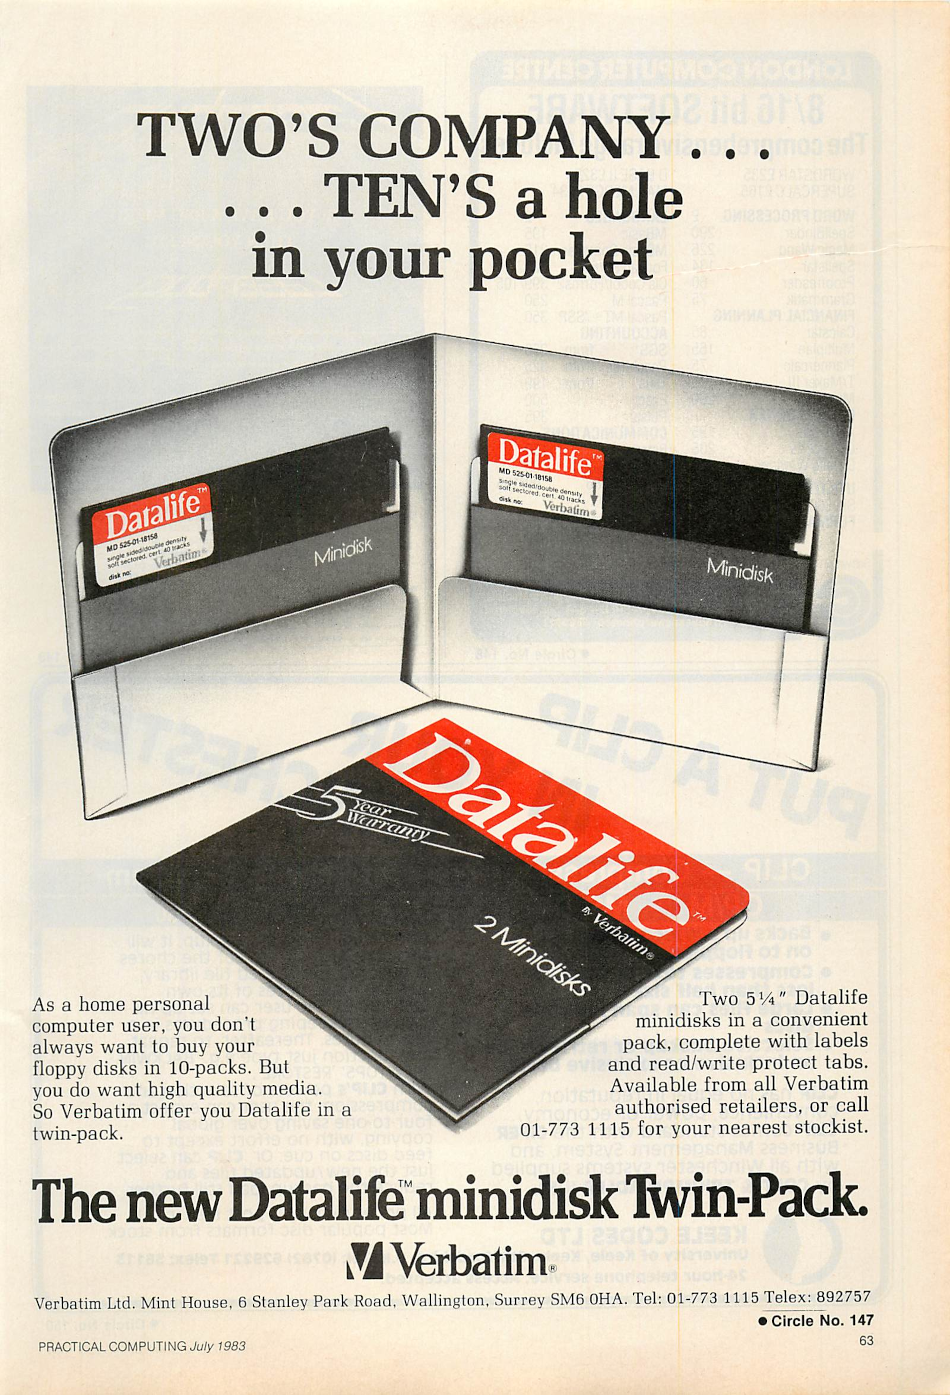 TWO'S COMPANY . . .
. . . TEN'S a hole
in your pocket
Datalife™
MD 525-01-18158
single sided/double density
soft sectored, cert. 40 tracks
disk no:
Verbatim®
Minidisk
Datalife™
MD 525-01-18158
single sided/double density
soft sectored, cert. 40 tracks
disk no:
Verbatim®
Minidisk
Datalife™
By Verbatim®
5 Year
Warranty
2 Minidisks
As a home personal
computer user, you don't
always want to buy your
floppy disks in 10-packs. But
you do want high quality media.
So Verbatim offer you Datalife in a
twin-pack.
Two 5¼" Datalife
minidisks in a convenient
pack, complete with labels
and read/write protect tabs.
Available from all Verbatim
authorised retailers, or call
01-773 1115 for your nearest stockist.
The new Datalife™ minidisk Twin-Pack.
Verbatim®
Verbatim Ltd. Mint House, 6 Stanley Park Road, Wallington, Surrey SM6 0HA. Tel: 01-773 1115 Telex: 892757
● Circle No. 147
PRACTICAL COMPUTING July 1983
63